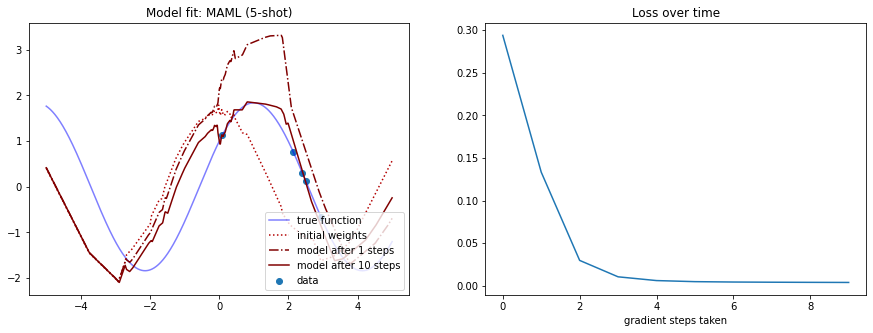 Model fit: MAML (5-shot)
3
2
1
0
−1
−2
−4
−2
0
2
4
true function
initial weights
model after 1 steps
model after 10 steps
data
Loss over time
0.30
0.25
0.20
0.15
0.10
0.05
0.00
0
2
4
6
8
gradient steps taken